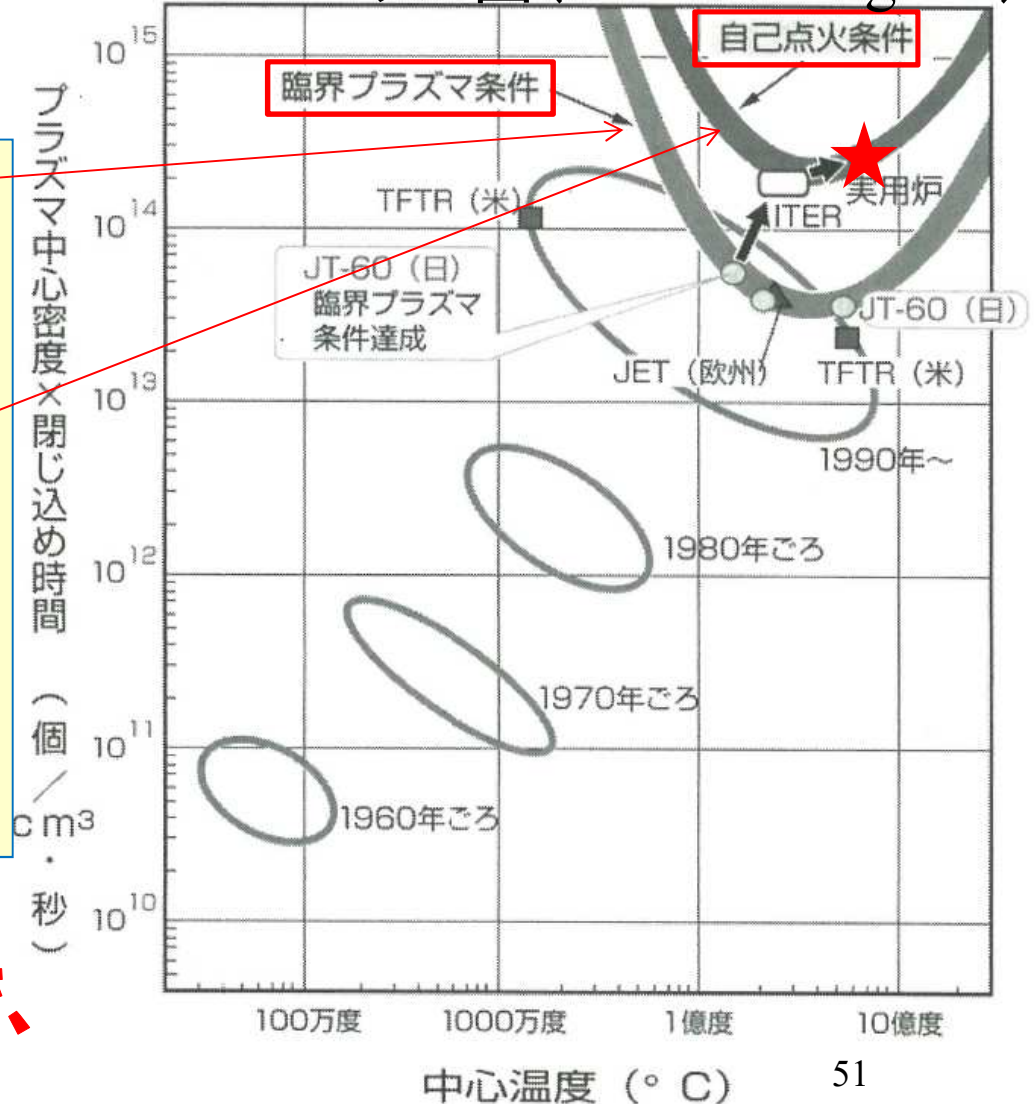 自己点火条件
臨界プラズマ条件
プラズマ中心密度×閉じ込め時間 (個/cm3・秒)
10^15
10^14
10^13
10^12
10^11
10^10
TFTR (米)
実用炉
ITER
JT-60 (日)
臨界プラズマ
条件達成
JT-60 (日)
JET (欧州)
TFTR (米)
1990年~
1980年ごろ
1970年ごろ
1960年ごろ
100万度
1000万度
1億度
10億度
中心温度 (° C)
51